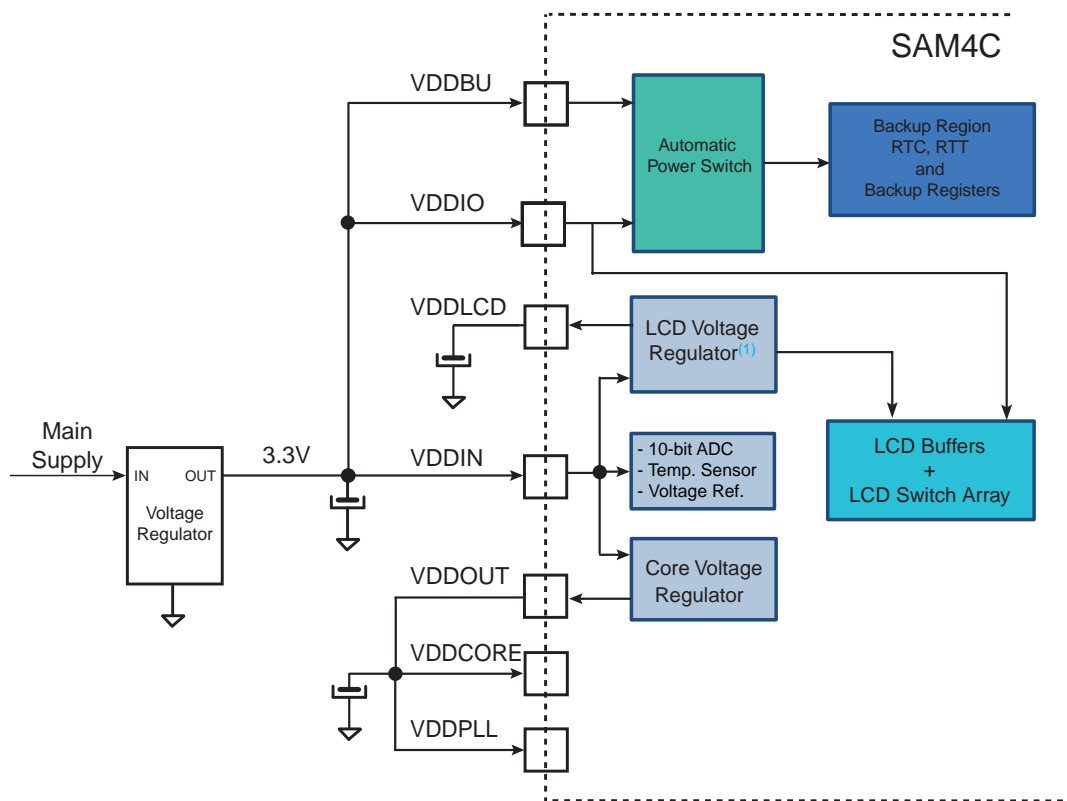 SAM4C
VDDBU
Automatic
Power Switch
Backup Region
RTC, RTT
and
Backup Registers
VDDIO
VDDLCD
LCD Voltage
Regulator(1)
Main
Supply
IN
OUT
Voltage
Regulator
3.3V
VDDIN
- 10-bit ADC
- Temp. Sensor
- Voltage Ref.
LCD Buffers
+
LCD Switch Array
VDDOUT
Core Voltage
Regulator
VDDCORE
VDDPLL